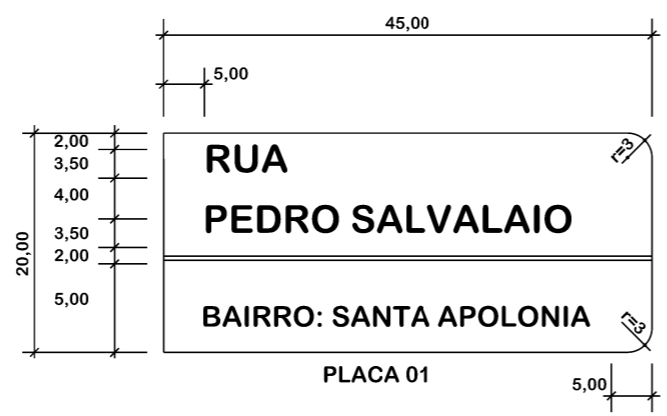 45,00
5,00
2,00
3,50
4,00
3,50
2,00
5,00
20,00
RUA
PEDRO SALVALAIO
BAIRRO: SANTA APOLONIA
r=3
r=3
PLACA 01
5,00